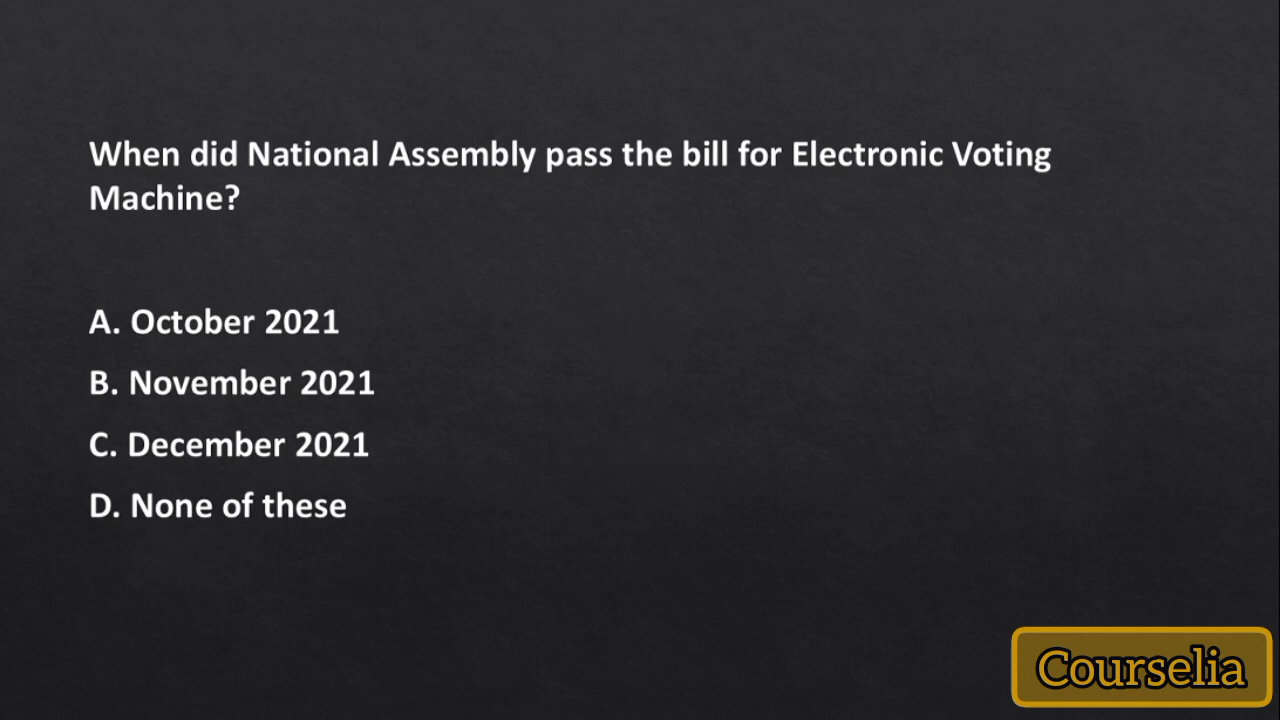 When did National Assembly pass the bill for Electronic Voting
Machine?
A. October 2021
B. November 2021
C. December 2021
D. None of these
Courselia